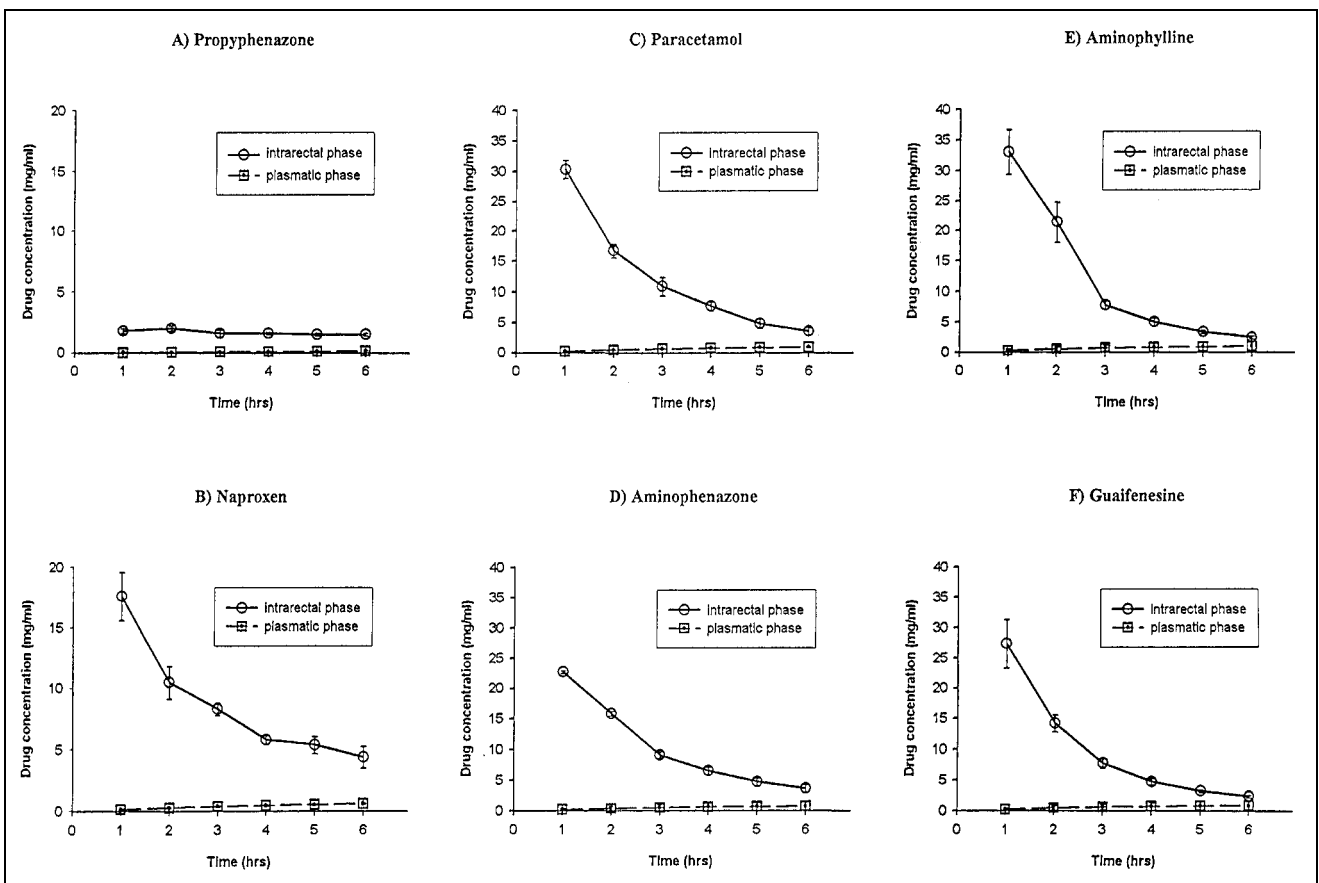 A) Propyphenazone
Drug concentration (mg/ml)
20
15
10
5
0
intrarectal phase
plasmatic phase
0 1 2 3 4 5 6
Time (hrs)
C) Paracetamol
Drug concentration (mg/ml)
40
35
30
25
20
15
10
5
0
intrarectal phase
plasmatic phase
0 1 2 3 4 5 6
Time (hrs)
E) Aminophylline
Drug concentration (mg/ml)
40
35
30
25
20
15
10
5
0
intrarectal phase
plasmatic phase
0 1 2 3 4 5 6
Time (hrs)
B) Naproxen
Drug concentration (mg/ml)
20
15
10
5
0
intrarectal phase
plasmatic phase
0 1 2 3 4 5 6
Time (hrs)
D) Aminophenazone
Drug concentration (mg/ml)
40
35
30
25
20
15
10
5
0
intrarectal phase
plasmatic phase
0 1 2 3 4 5 6
Time (hrs)
F) Guaifenesine
Drug concentration (mg/ml)
40
35
30
25
20
15
10
5
0
intrarectal phase
plasmatic phase
0 1 2 3 4 5 6
Time (hrs)